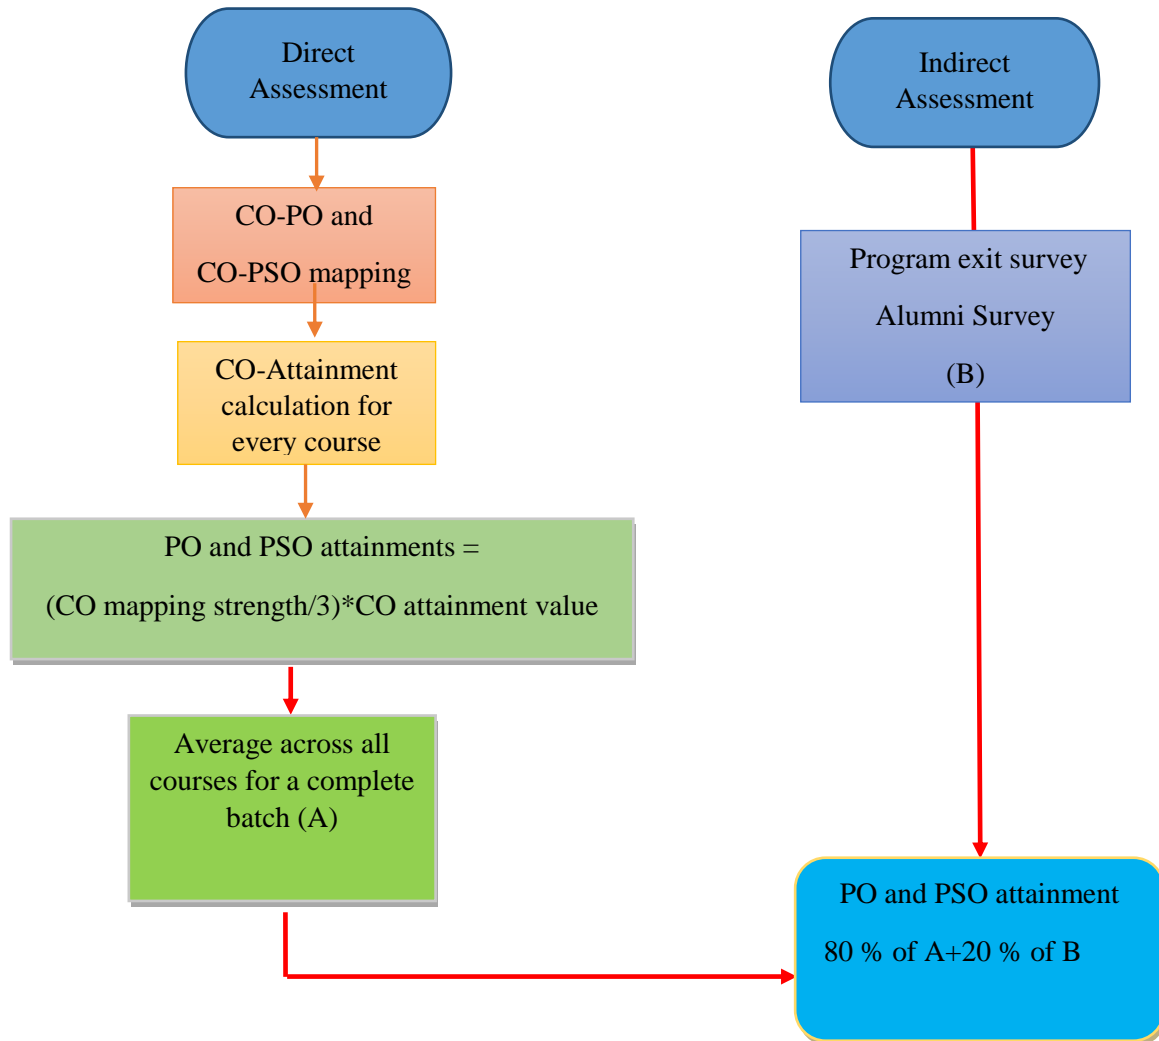 Direct
Assessment
Indirect
Assessment
CO-PO and
CO-PSO mapping
Program exit survey
Alumni Survey
(B)
CO-Attainment
calculation for
every course
PO and PSO attainments =
(CO mapping strength/3)*CO attainment value
Average across all
courses for a complete
batch (A)
PO and PSO attainment
80 % of A+20 % of B